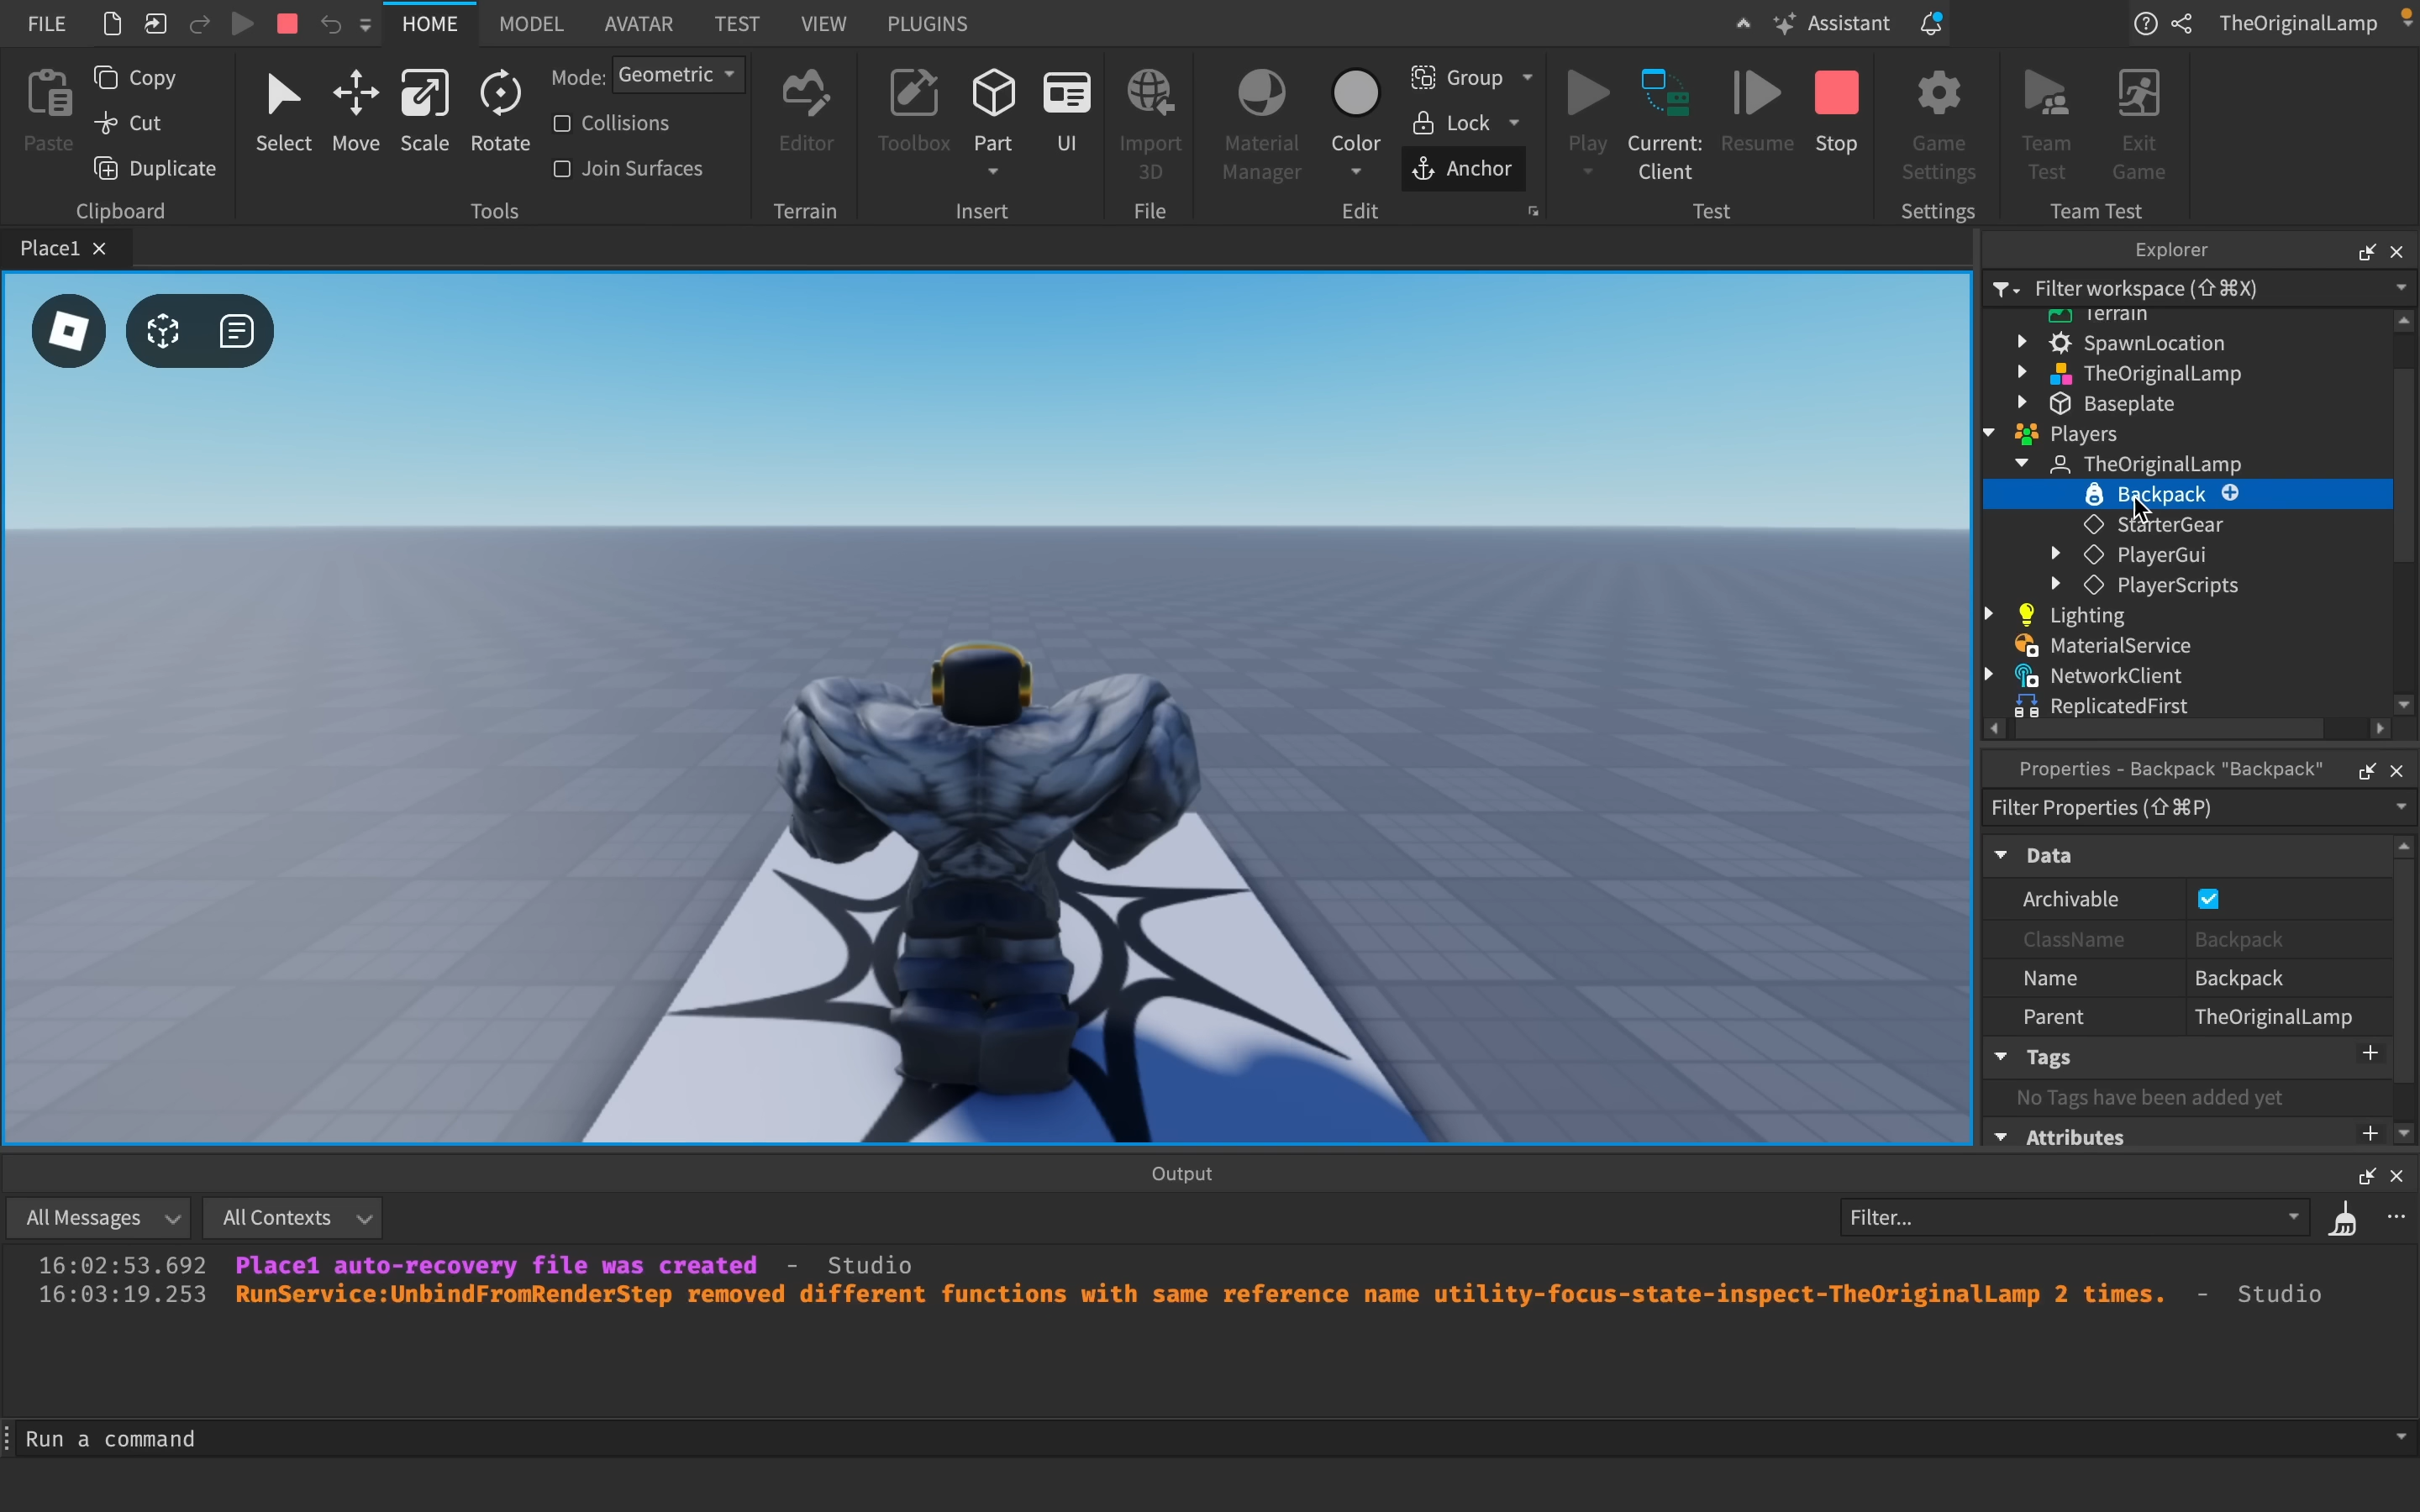 FILE
HOME
MODEL
AVATAR
TEST
VIEW
PLUGINS
Assistant
TheOriginalLamp
Paste
Copy
Cut
Duplicate
Clipboard
Select
Move
Scale
Rotate
Mode: Geometric
Collisions
Join Surfaces
Tools
Editor
Terrain
Toolbox
Part
UI
Insert
Import
3D
File
Material
Manager
Color
Group
Lock
Anchor
Edit
Play
Current:
Client
Resume
Stop
Test
Game
Settings
Settings
Team
Test
Exit
Game
Team Test
Place1
Explorer
Filter workspace (⇧⌘X)
Terrain
SpawnLocation
TheOriginalLamp
Baseplate
Players
TheOriginalLamp
Backpack
StarterGear
PlayerGui
PlayerScripts
Lighting
MaterialService
NetworkClient
ReplicatedFirst
Properties - Backpack "Backpack"
Filter Properties (⇧⌘P)
Data
Archivable
ClassName Backpack
Name Backpack
Parent TheOriginalLamp
Tags
No Tags have been added yet
Attributes
Output
All Messages
All Contexts
Filter...
16:02:53.692 Place1 auto-recovery file was created - Studio
16:03:19.253 RunService:UnbindFromRenderStep removed different functions with same reference name utility-focus-state-inspect-TheOriginalLamp 2 times. - Studio
Run a command